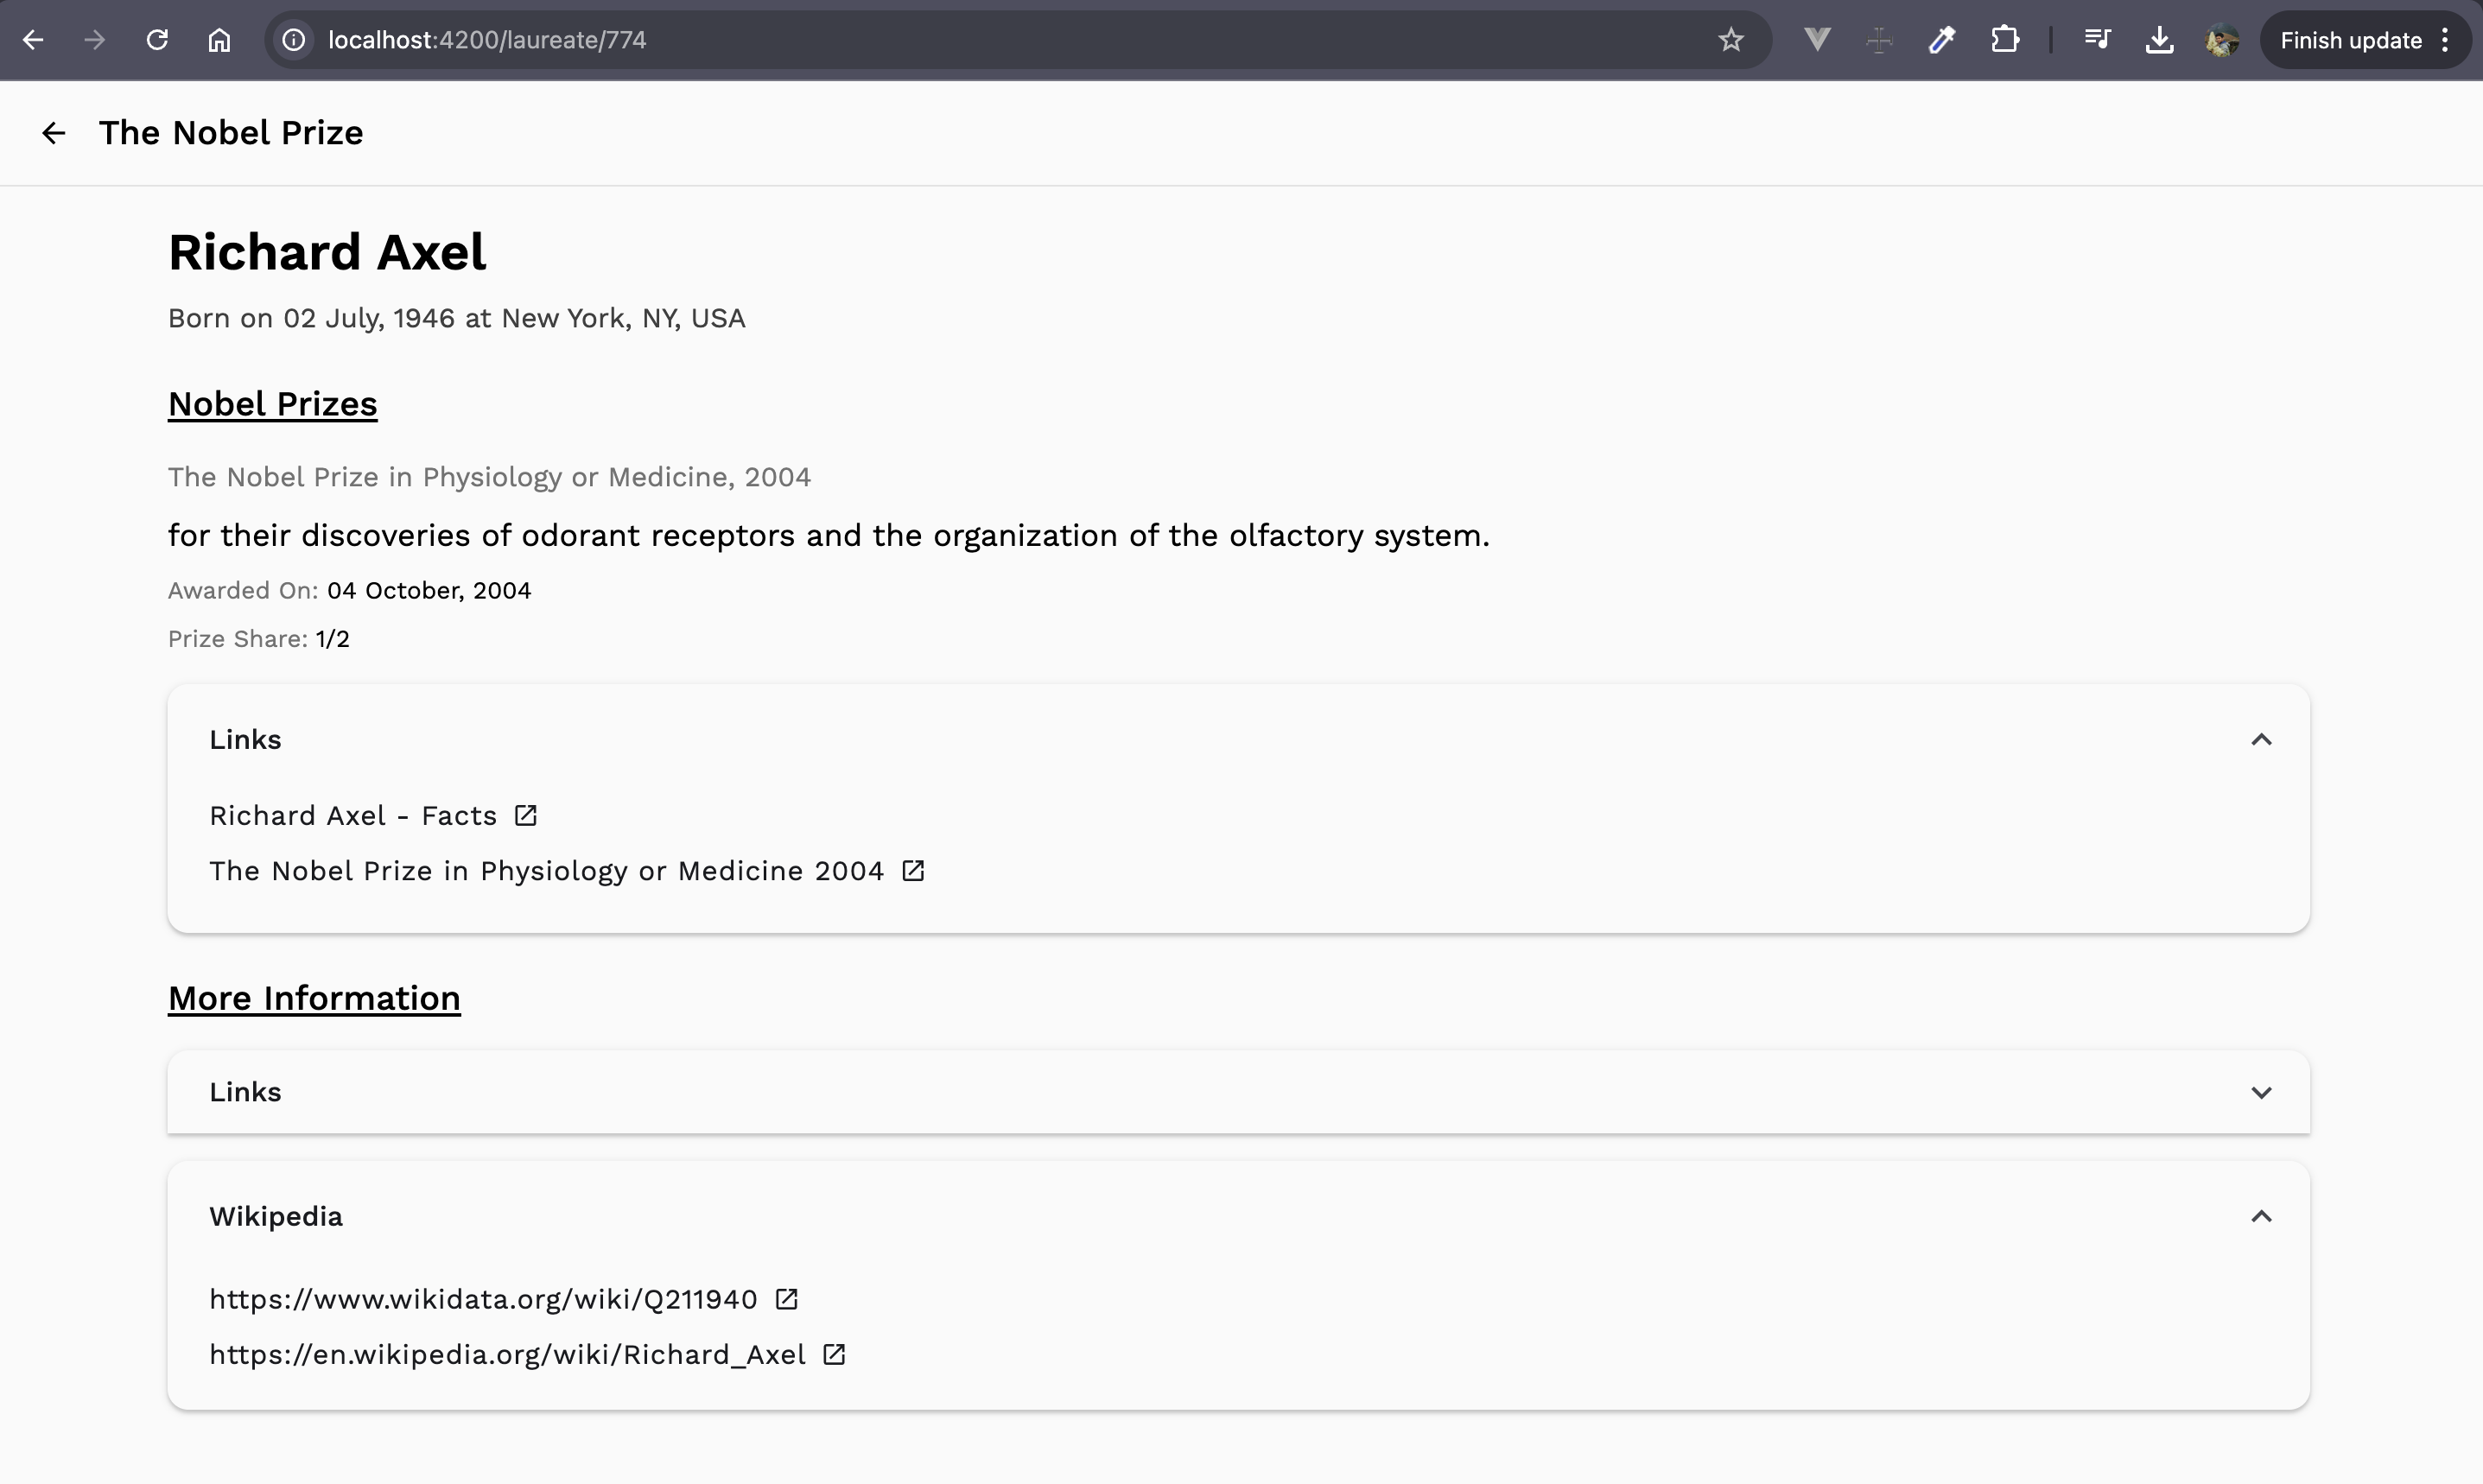 localhost:4200/laureate/774
Finish update
The Nobel Prize
Richard Axel
Born on 02 July, 1946 at New York, NY, USA
Nobel Prizes
The Nobel Prize in Physiology or Medicine, 2004
for their discoveries of odorant receptors and the organization of the olfactory system.
Awarded On: 04 October, 2004
Prize Share: 1/2
Links
Richard Axel - Facts
The Nobel Prize in Physiology or Medicine 2004
More Information
Links
Wikipedia
https://www.wikidata.org/wiki/Q211940
https://en.wikipedia.org/wiki/Richard_Axel